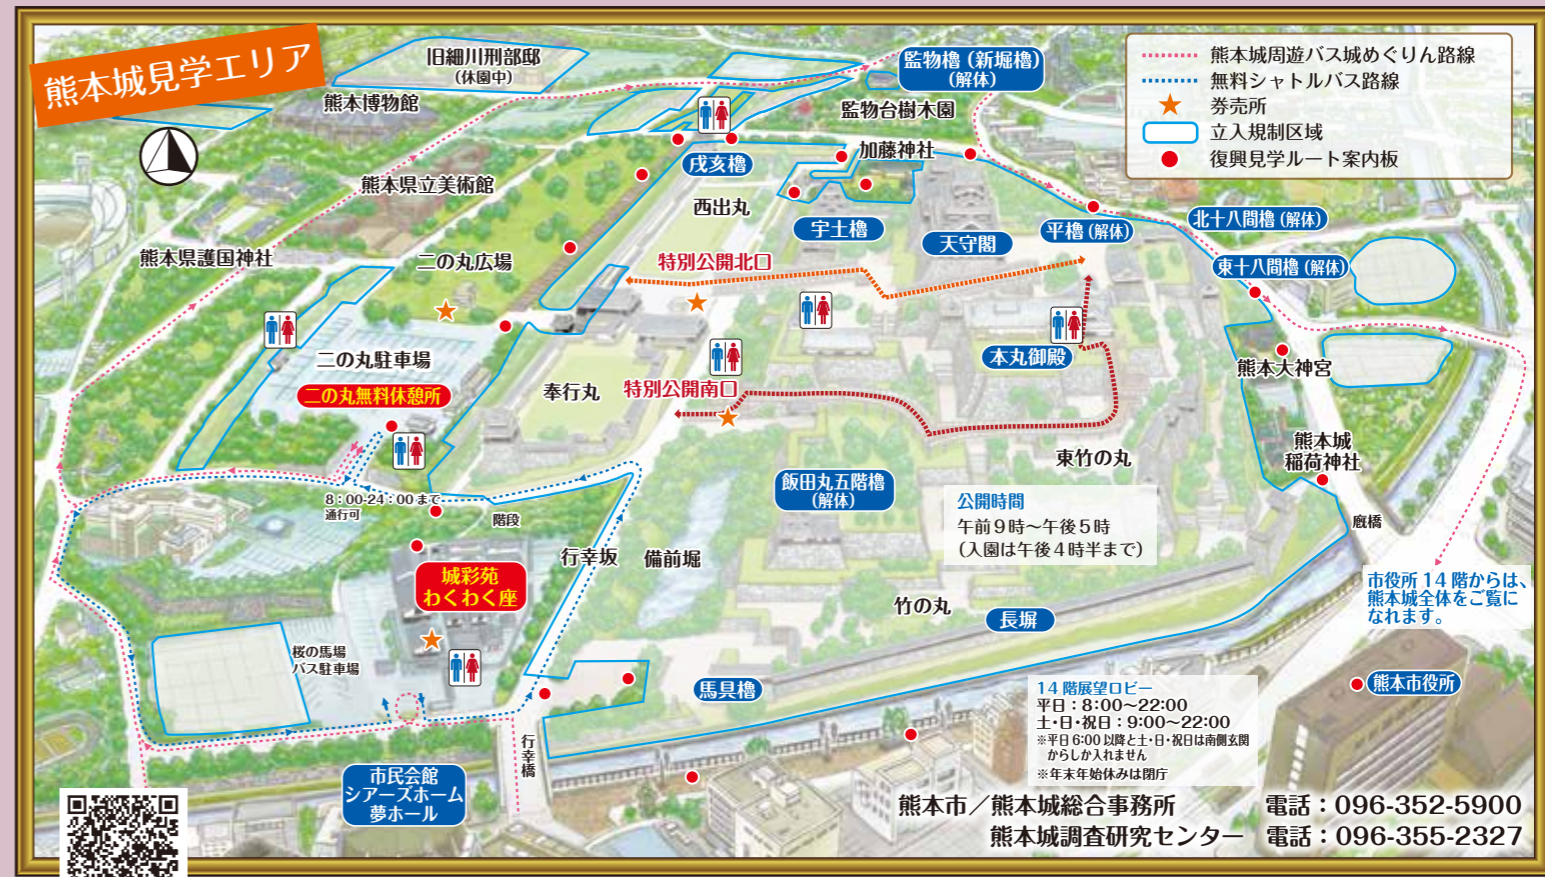 熊本城見学エリア
旧細川刑部邸
（休園中）
熊本博物館
監物櫓（新堀櫓）
（解体）
監物台樹木園
熊本城周遊バス城めぐりん路線
無料シャトルバス路線
券売所
立入規制区域
復興見学ルート案内板
加藤神社
戌亥櫓
熊本県立美術館
西出丸
宇土櫓
天守閣
平櫓（解体）
北十八間櫓（解体）
東十八間櫓（解体）
熊本県護国神社
二の丸広場
特別公開北口
二の丸駐車場
二の丸無料休憩所
奉行丸
特別公開南口
本丸御殿
熊本大神宮
熊本城
稲荷神社
東竹の丸
飯田丸五階櫓
（解体）
公開時間
午前９時～午後５時
（入園は午後４時半まで）
8：00-24：00まで
通行可
階段
行幸坂
備前堀
厩橋
城彩苑
わくわく座
竹の丸
長塀
市役所14階からは、
熊本城全体をご覧に
なれます。
桜の馬場
バス駐車場
馬具櫓
14階展望ロビー
平日：8:00～22:00
土・日・祝日：9:00～22:00
※平日6:00以降と土・日・祝日は南側玄関
からしか入れません
※年末年始休みは閉庁
熊本市役所
行幸橋
市民会館
シアーズホーム
夢ホール
熊本市／熊本城総合事務所　電話：096-352-5900
熊本城調査研究センター　電話：096-355-2327